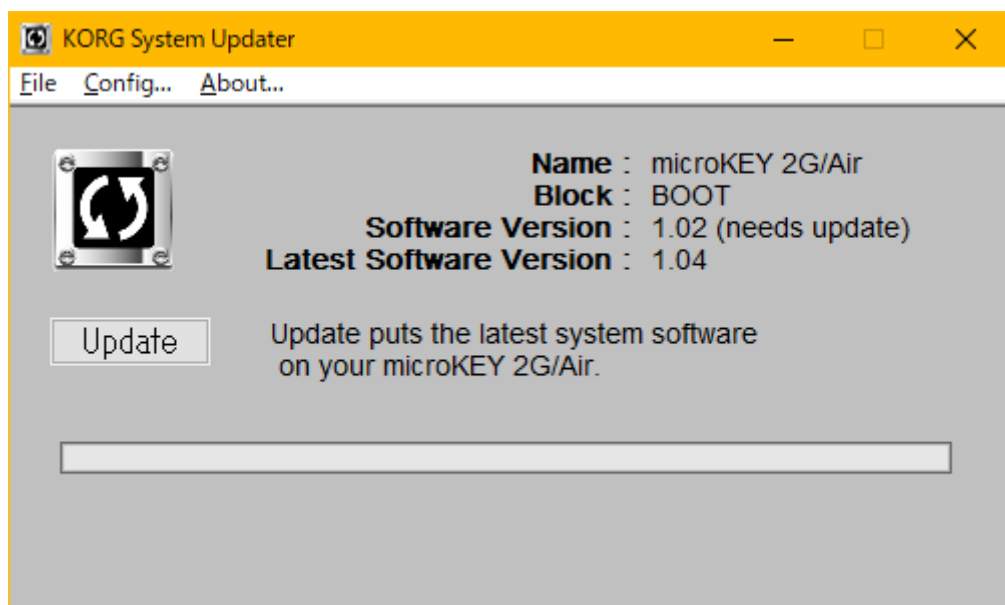 KORG System Updater
File Config... About...
Name : microKEY 2G/Air
Block : BOOT
Software Version : 1.02 (needs update)
Latest Software Version : 1.04
Update
Update puts the latest system software
on your microKEY 2G/Air.